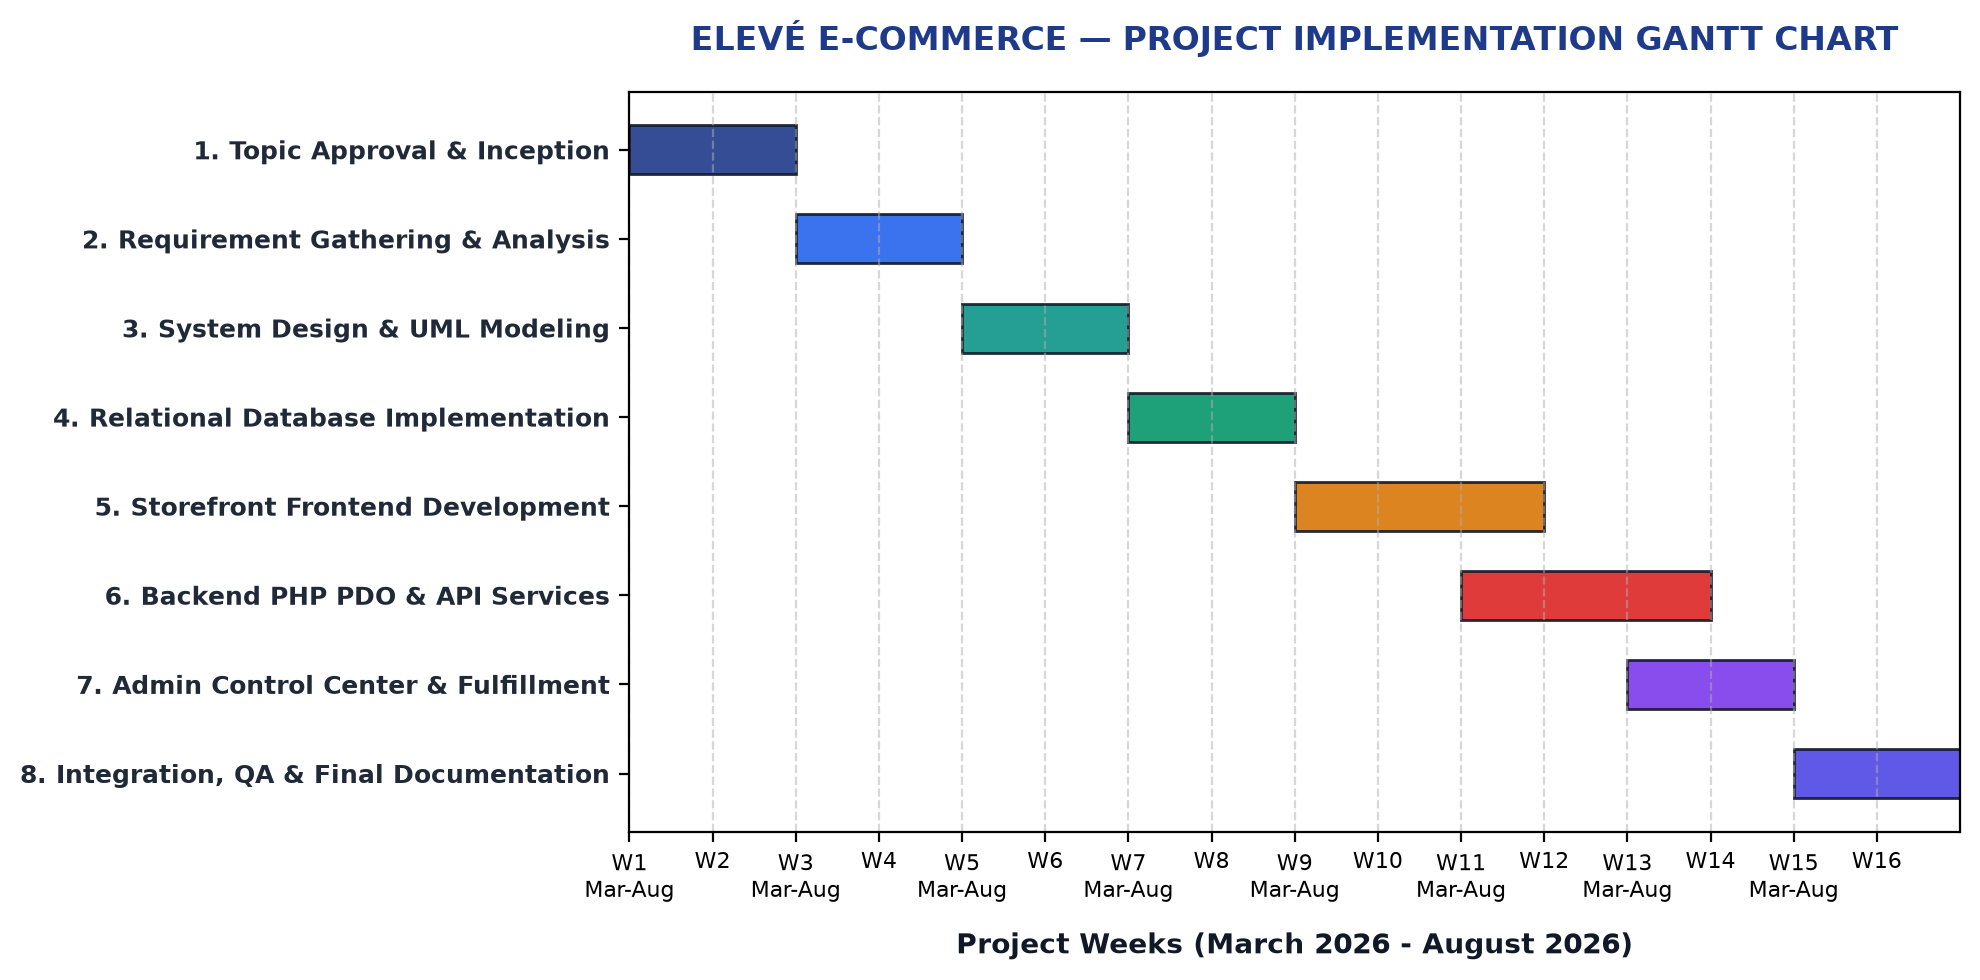 ELEVÉ E-COMMERCE — PROJECT IMPLEMENTATION GANTT CHART
1. Topic Approval & Inception
2. Requirement Gathering & Analysis
3. System Design & UML Modeling
4. Relational Database Implementation
5. Storefront Frontend Development
6. Backend PHP PDO & API Services
7. Admin Control Center & Fulfillment
8. Integration, QA & Final Documentation
W1 W2 W3 W4 W5 W6 W7 W8 W9 W10 W11 W12 W13 W14 W15 W16
Mar-Aug Mar-Aug Mar-Aug Mar-Aug Mar-Aug Mar-Aug Mar-Aug Mar-Aug
Project Weeks (March 2026 - August 2026)